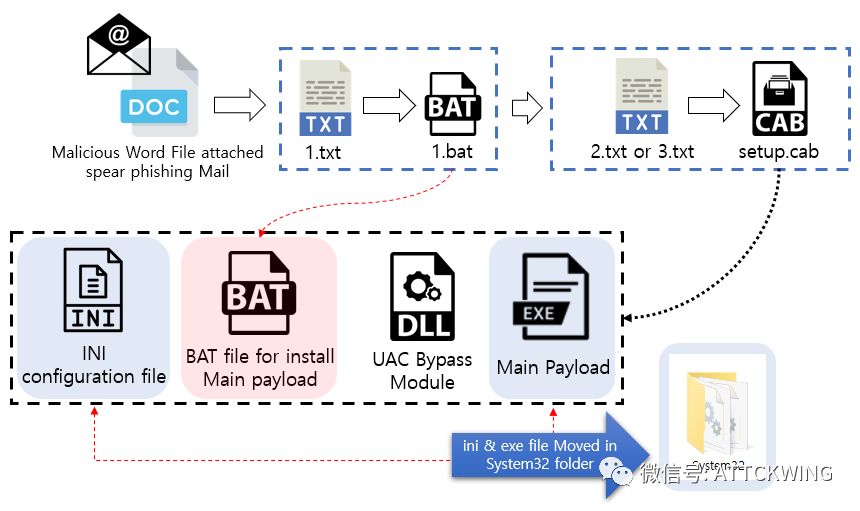 @
DOC
Malicious Word File attached
spear phishing Mail
TXT
1.txt
BAT
1.bat
TXT
2.txt or 3.txt
CAB
setup.cab
INI
INI
configuration file
BAT
BAT file for install
Main payload
DLL
UAC Bypass
Module
EXE
Main Payload
ini & exe file Moved in
System32 folder
System32
微信号: ATTCKWING